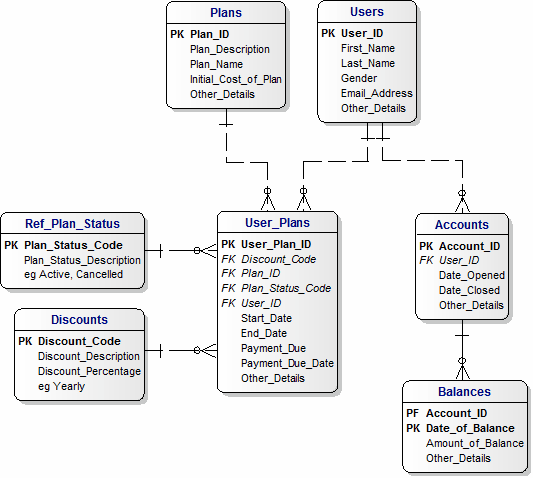 Plans
PK Plan_ID
Plan_Description
Plan_Name
Initial_Cost_of_Plan
Other_Details
Users
PK User_ID
First_Name
Last_Name
Gender
Email_Address
Other_Details
Ref_Plan_Status
PK Plan_Status_Code
Plan_Status_Description
eg Active, Cancelled
User_Plans
PK User_Plan_ID
FK Discount_Code
FK Plan_ID
FK Plan_Status_Code
FK User_ID
Start_Date
End_Date
Payment_Due
Payment_Due_Date
Other_Details
Accounts
PK Account_ID
FK User_ID
Date_Opened
Date_Closed
Other_Details
Discounts
PK Discount_Code
Discount_Description
Discount_Percentage
eg Yearly
Balances
PF Account_ID
PK Date_of_Balance
Amount_of_Balance
Other_Details